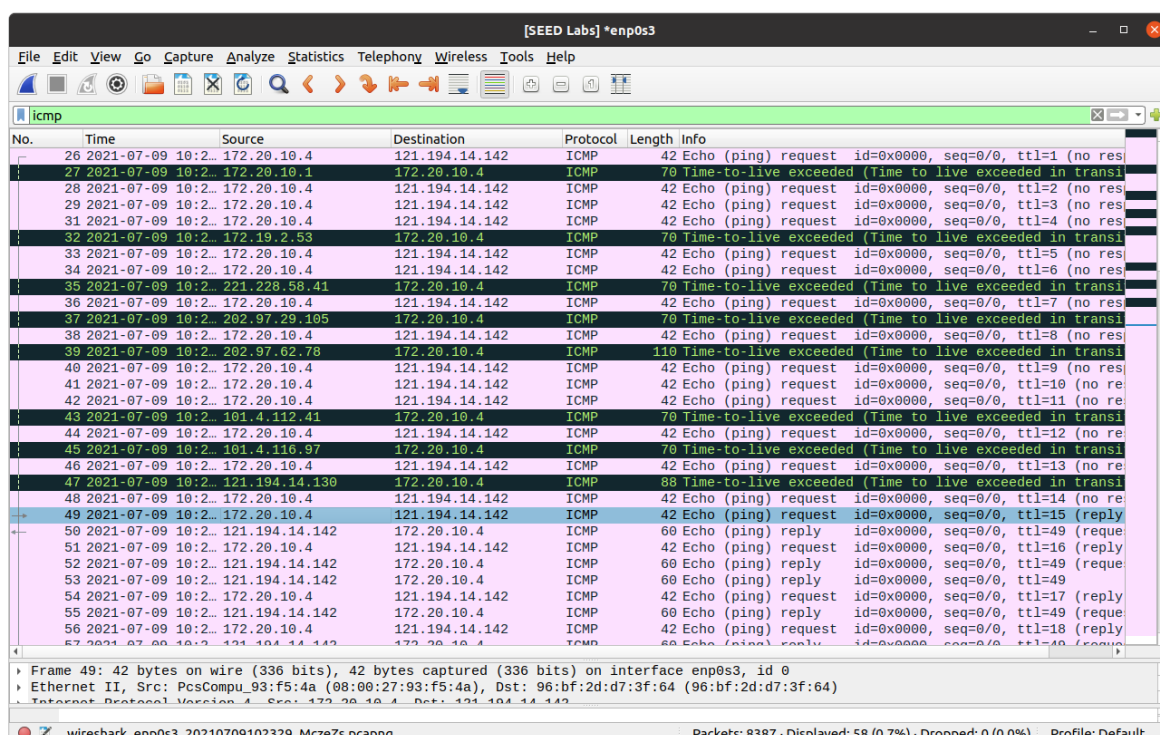 [SEED Labs] *enp0s3
File Edit View Go Capture Analyze Statistics Telephony Wireless Tools Help
icmp
No. Time Source Destination Protocol Length Info
26 2021-07-09 10:2… 172.20.10.4 121.194.14.142 ICMP 42 Echo (ping) request id=0x0000, seq=0/0, ttl=1 (no res
27 2021-07-09 10:2… 172.20.10.1 172.20.10.4 ICMP 70 Time-to-live exceeded (Time to live exceeded in transi
28 2021-07-09 10:2… 172.20.10.4 121.194.14.142 ICMP 42 Echo (ping) request id=0x0000, seq=0/0, ttl=2 (no res
29 2021-07-09 10:2… 172.20.10.4 121.194.14.142 ICMP 42 Echo (ping) request id=0x0000, seq=0/0, ttl=3 (no res
31 2021-07-09 10:2… 172.20.10.4 121.194.14.142 ICMP 42 Echo (ping) request id=0x0000, seq=0/0, ttl=4 (no res
32 2021-07-09 10:2… 172.19.2.53 172.20.10.4 ICMP 70 Time-to-live exceeded (Time to live exceeded in transi
33 2021-07-09 10:2… 172.20.10.4 121.194.14.142 ICMP 42 Echo (ping) request id=0x0000, seq=0/0, ttl=5 (no res
34 2021-07-09 10:2… 172.20.10.4 121.194.14.142 ICMP 42 Echo (ping) request id=0x0000, seq=0/0, ttl=6 (no res
35 2021-07-09 10:2… 221.228.58.41 172.20.10.4 ICMP 70 Time-to-live exceeded (Time to live exceeded in transi
36 2021-07-09 10:2… 172.20.10.4 121.194.14.142 ICMP 42 Echo (ping) request id=0x0000, seq=0/0, ttl=7 (no res
37 2021-07-09 10:2… 202.97.29.105 172.20.10.4 ICMP 70 Time-to-live exceeded (Time to live exceeded in transi
38 2021-07-09 10:2… 172.20.10.4 121.194.14.142 ICMP 42 Echo (ping) request id=0x0000, seq=0/0, ttl=8 (no res
39 2021-07-09 10:2… 202.97.62.78 172.20.10.4 ICMP 110 Time-to-live exceeded (Time to live exceeded in transi
40 2021-07-09 10:2… 172.20.10.4 121.194.14.142 ICMP 42 Echo (ping) request id=0x0000, seq=0/0, ttl=9 (no res
41 2021-07-09 10:2… 172.20.10.4 121.194.14.142 ICMP 42 Echo (ping) request id=0x0000, seq=0/0, ttl=10 (no re
42 2021-07-09 10:2… 172.20.10.4 121.194.14.142 ICMP 42 Echo (ping) request id=0x0000, seq=0/0, ttl=11 (no re
43 2021-07-09 10:2… 101.4.112.41 172.20.10.4 ICMP 70 Time-to-live exceeded (Time to live exceeded in transi
44 2021-07-09 10:2… 172.20.10.4 121.194.14.142 ICMP 42 Echo (ping) request id=0x0000, seq=0/0, ttl=12 (no re
45 2021-07-09 10:2… 101.4.116.97 172.20.10.4 ICMP 70 Time-to-live exceeded (Time to live exceeded in transi
46 2021-07-09 10:2… 172.20.10.4 121.194.14.142 ICMP 42 Echo (ping) request id=0x0000, seq=0/0, ttl=13 (no re
47 2021-07-09 10:2… 121.194.14.130 172.20.10.4 ICMP 88 Time-to-live exceeded (Time to live exceeded in transi
48 2021-07-09 10:2… 172.20.10.4 121.194.14.142 ICMP 42 Echo (ping) request id=0x0000, seq=0/0, ttl=14 (no re
49 2021-07-09 10:2… 172.20.10.4 121.194.14.142 ICMP 42 Echo (ping) request id=0x0000, seq=0/0, ttl=15 (reply
50 2021-07-09 10:2… 121.194.14.142 172.20.10.4 ICMP 60 Echo (ping) reply id=0x0000, seq=0/0, ttl=49 (reque
51 2021-07-09 10:2… 172.20.10.4 121.194.14.142 ICMP 42 Echo (ping) request id=0x0000, seq=0/0, ttl=16 (reply
52 2021-07-09 10:2… 121.194.14.142 172.20.10.4 ICMP 60 Echo (ping) reply id=0x0000, seq=0/0, ttl=49 (reque
53 2021-07-09 10:2… 121.194.14.142 172.20.10.4 ICMP 60 Echo (ping) reply id=0x0000, seq=0/0, ttl=49
54 2021-07-09 10:2… 172.20.10.4 121.194.14.142 ICMP 42 Echo (ping) request id=0x0000, seq=0/0, ttl=17 (reply
55 2021-07-09 10:2… 121.194.14.142 172.20.10.4 ICMP 60 Echo (ping) reply id=0x0000, seq=0/0, ttl=49 (reque
56 2021-07-09 10:2… 172.20.10.4 121.194.14.142 ICMP 42 Echo (ping) request id=0x0000, seq=0/0, ttl=18 (reply
57 2021-07-09 10:2… 121.194.14.142 172.20.10.4 ICMP 60 Echo (ping) reply id=0x0000, seq=0/0, ttl=49 (reque
Frame 49: 42 bytes on wire (336 bits), 42 bytes captured (336 bits) on interface enp0s3, id 0
Ethernet II, Src: PcsCompu_93:f5:4a (08:00:27:93:f5:4a), Dst: 96:bf:2d:d7:3f:64 (96:bf:2d:d7:3f:64)
Internet Protocol Version 4, Src: 172.20.10.4, Dst: 121.194.14.142
wireshark_enp0s3_20210709102329_MczeZs.pcapng Packets: 8387 · Displayed: 58 (0.7%) · Dropped: 0 (0.0%) Profile: Default